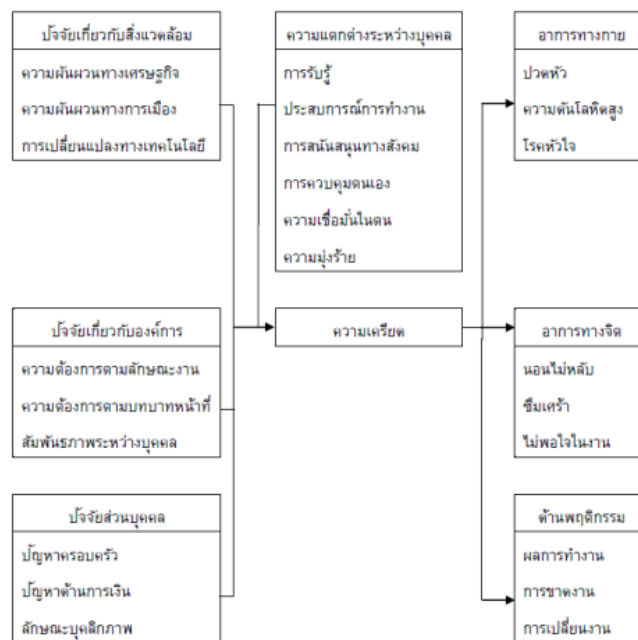 ปัจจัยเกี่ยวกับสิ่งแวดล้อม
ความผันผวนทางเศรษฐกิจ
ความผันผวนทางการเมือง
การเปลี่ยนแปลงทางเทคโนโลยี
ความแตกต่างระหว่างบุคคล
การรับรู้
ประสบการณ์การทำงาน
การสนันสนุนทางสังคม
การควบคุมตนเอง
ความเชื่อมั่นในตน
ความมุ่งร้าย
อาการทางกาย
ปวดหัว
ความดันโลหิตสูง
โรคหัวใจ
ปัจจัยเกี่ยวกับองค์การ
ความต้องการตามลักษณะงาน
ความต้องการตามบทบาทหน้าที่
สัมพันธภาพระหว่างบุคคล
ความเครียด
อาการทางจิต
นอนไม่หลับ
ซึมเศร้า
ไม่พอใจในงาน
ปัจจัยส่วนบุคคล
ปัญหาครอบครัว
ปัญหาด้านการเงิน
ลักษณะบุคลิกภาพ
ด้านพฤติกรรม
ผลการทำงาน
การขาดงาน
การเปลี่ยนงาน